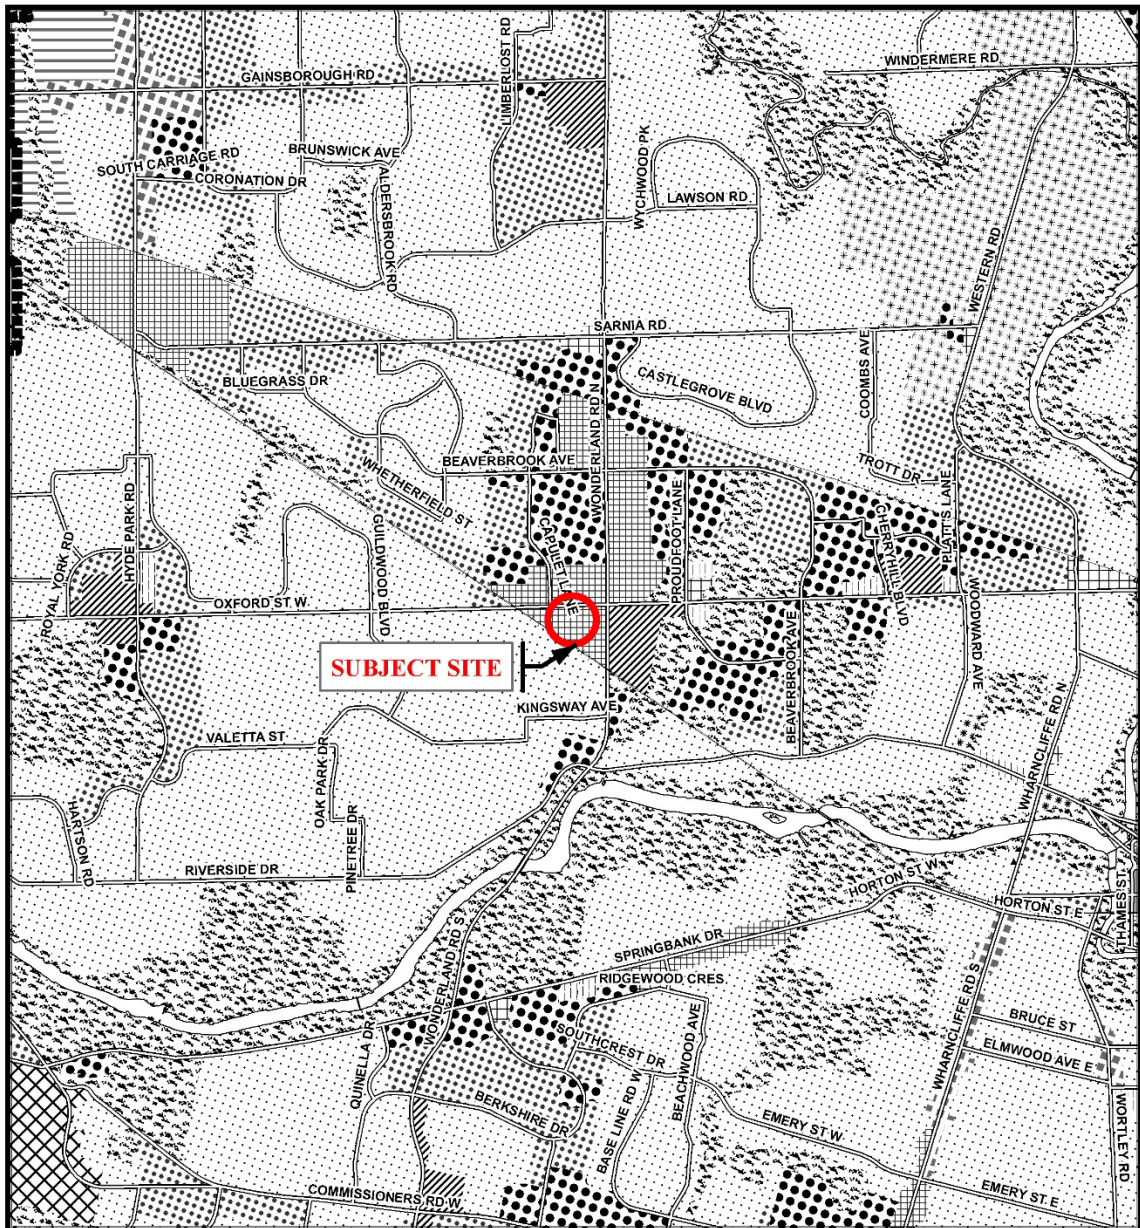 WINDERMERE RD
GAINSBOROUGH RD
LIMBERLOST RD
BRUNSWICK AVE
SOUTH CARRIAGE RD
CORONATION DR
ALDERSBROOK RD
WYCHWOOD PK
LAWSON RD
WESTERN RD
SARNIA RD
BLUEGRASS DR
CASTLEGROVE BLVD
COOMBS AVE
WONDERLAND RD N
BEAVERBROOK AVE
WHETHERFIELD ST
TROTT DR
HYDE PARK RD
ROYAL YORK RD
GUILDWOOD BLVD
CAPULET LANE
PROUDFOOT LANE
CHERRYHILL BLVD
PLATT'S LANE
OXFORD ST W
WOODWARD AVE
BEAVERBROOK AVE
SUBJECT SITE
KINGSWAY AVE
VALETTA ST
OAK PARK DR
PINETREE DR
HARTSON RD
RIVERSIDE DR
WHARNCLIFFE RD N
HORTON ST W
HORTON ST E
THAMES ST
SPRINGBANK DR
WONDERLAND RD S
RIDGEWOOD CRES
QUINELLA DR
SOUTHCREST DR
BEACHWOOD AVE
BASE LINE RD W
BERKSHIRE DR
WHARNCLIFFE RD S
BRUCE ST
ELMWOOD AVE E
WORTLEY RD
EMERY ST W
EMERY ST E
COMMISSIONERS RD W